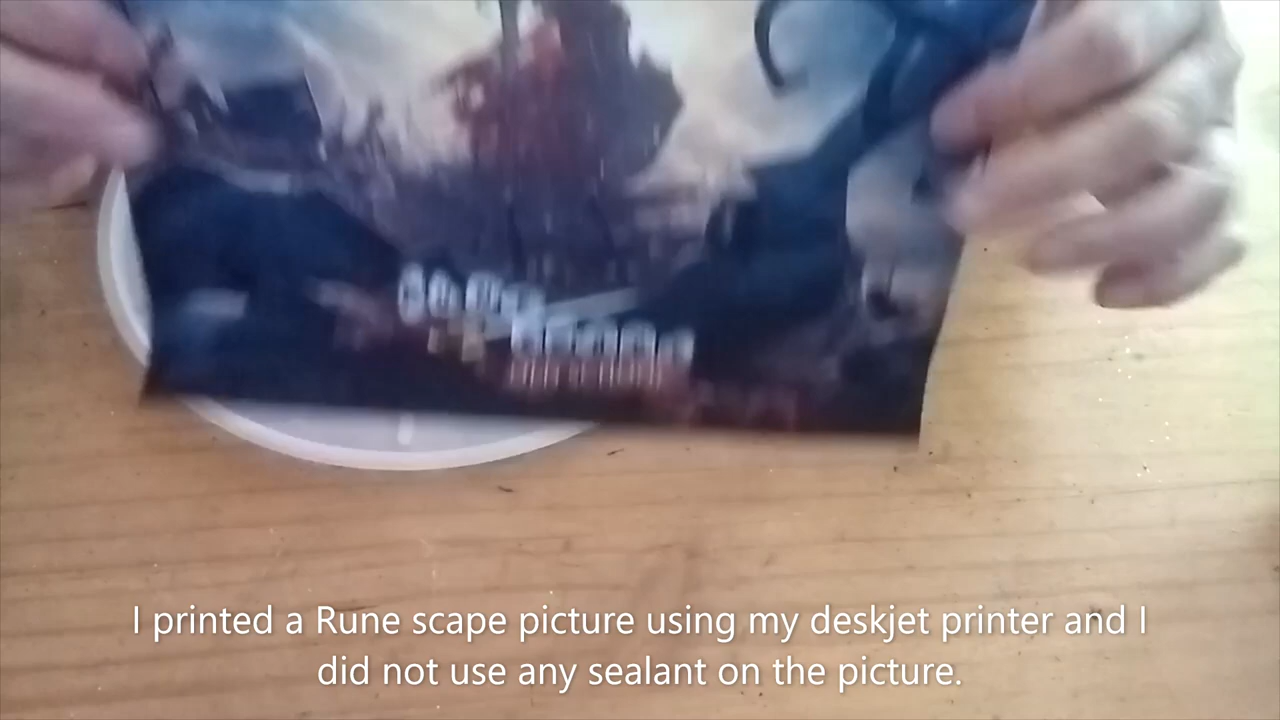 I printed a Rune scape picture using my deskjet printer and I
did not use any sealant on the picture.